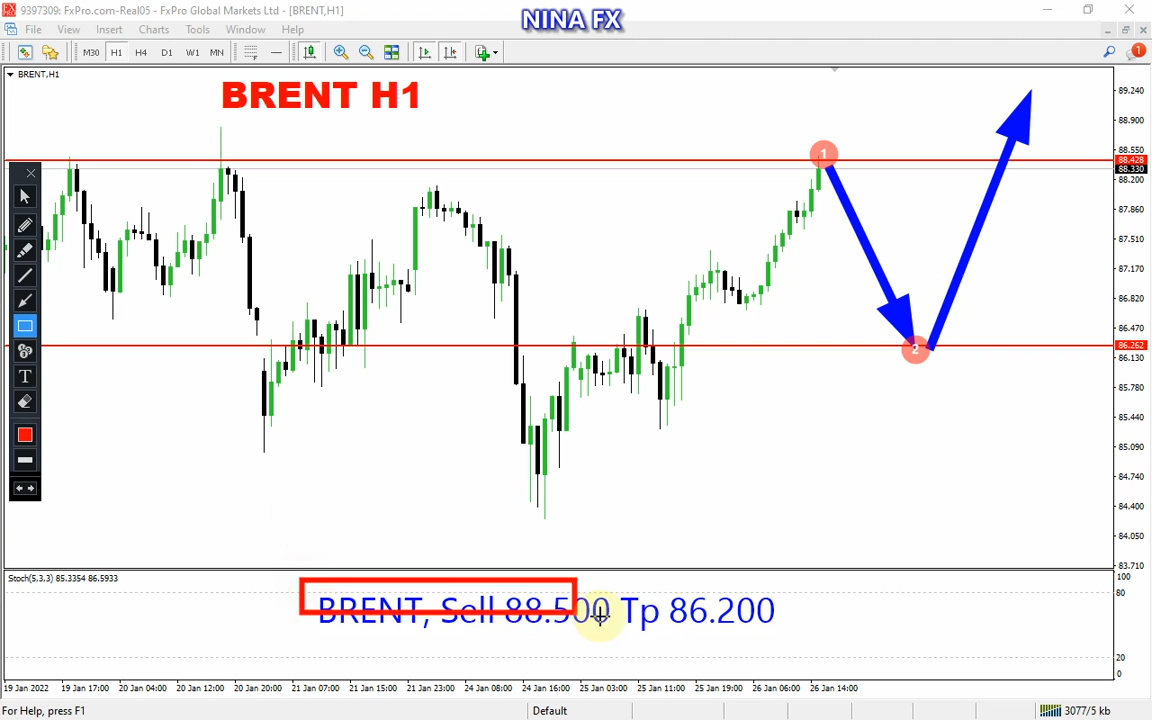 9397309: FxPro.com-Real05 - FxPro Global Markets Ltd - [BRENT,H1]
NINA FX
File View Insert Charts Tools Window Help
M30 H1 H4 D1 W1 MN
1
BRENT,H1
BRENT H1
89.240
88.900
88.550
88.428
88.330
88.200
87.860
87.510
87.170
86.820
86.470
86.262
86.130
85.780
85.440
85.090
84.740
84.400
84.050
83.710
1
2
T
Stoch(5,3,3) 85.3354 86.5933
100
80
20
0
BRENT, Sell 88.500 Tp 86.200
19 Jan 2022 19 Jan 17:00 20 Jan 04:00 20 Jan 12:00 20 Jan 20:00 21 Jan 07:00 21 Jan 15:00 21 Jan 23:00 24 Jan 08:00 24 Jan 16:00 25 Jan 03:00 25 Jan 11:00 25 Jan 19:00 26 Jan 06:00 26 Jan 14:00
For Help, press F1 Default 3077/5 kb